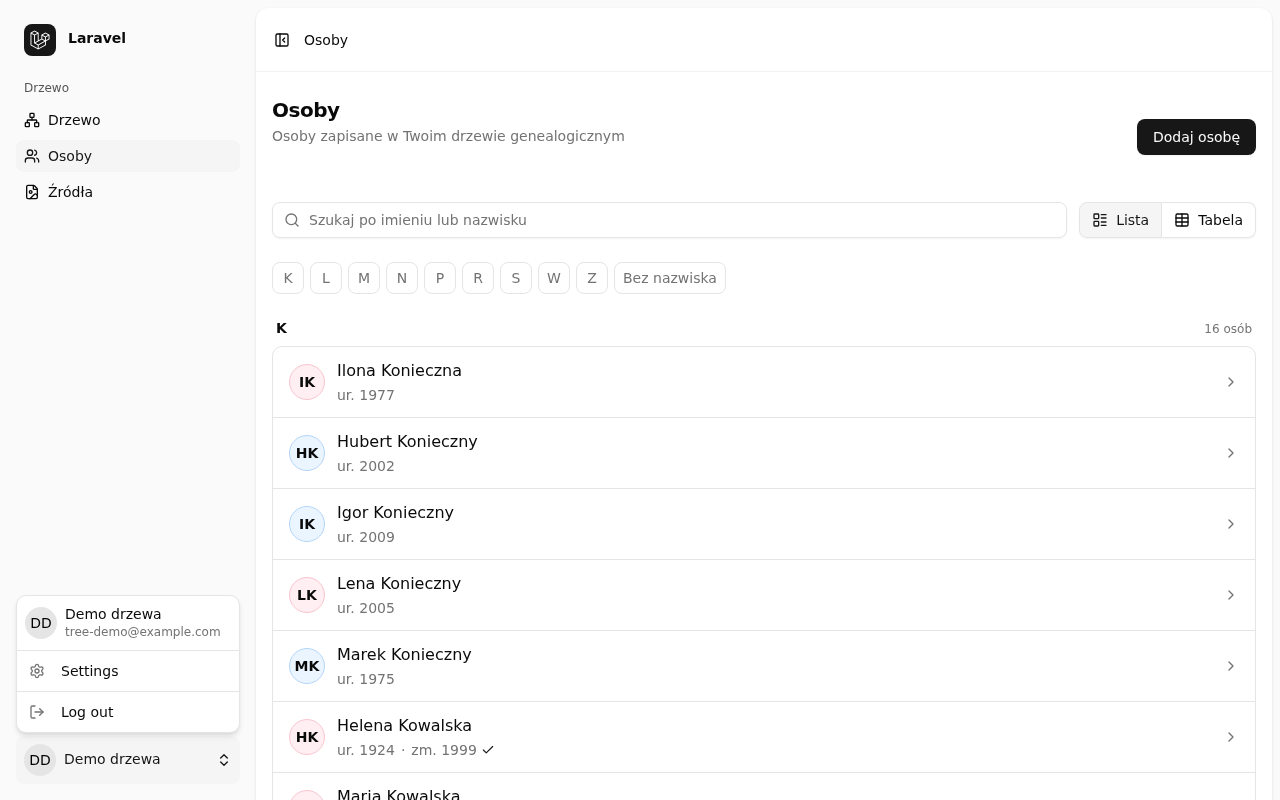 Laravel
Drzewo
Drzewo
Osoby
Źródła
Demo drzewa
DD
tree-demo@example.com
Settings
Log out
DD
Demo drzewa
Osoby
Osoby
Osoby zapisane w Twoim drzewie genealogicznym
Dodaj osobę
Szukaj po imieniu lub nazwisku
Lista
Tabela
K L M N P R S W Z Bez nazwiska
K
16 osób
IK
Ilona Konieczna
ur. 1977
HK
Hubert Konieczny
ur. 2002
IK
Igor Konieczny
ur. 2009
LK
Lena Konieczny
ur. 2005
MK
Marek Konieczny
ur. 1975
HK
Helena Kowalska
ur. 1924 · zm. 1999 ✓
Maria Kowalska